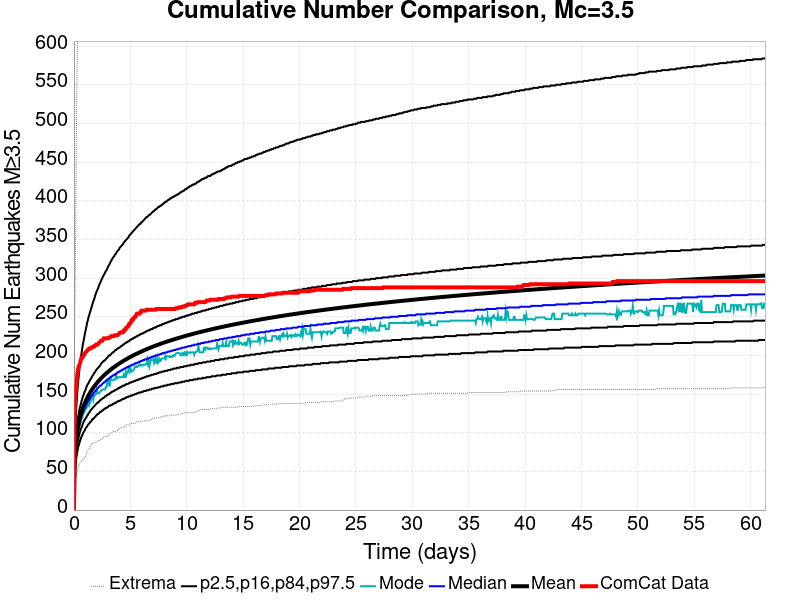 Cumulative Number Comparison, Mc=3.5
Cumulative Num Earthquakes M≥3.5
600
550
500
450
400
350
300
250
200
150
100
50
0
0 5 10 15 20 25 30 35 40 45 50 55 60
Time (days)
Extrema p2.5,p16,p84,p97.5 Mode Median Mean ComCat Data